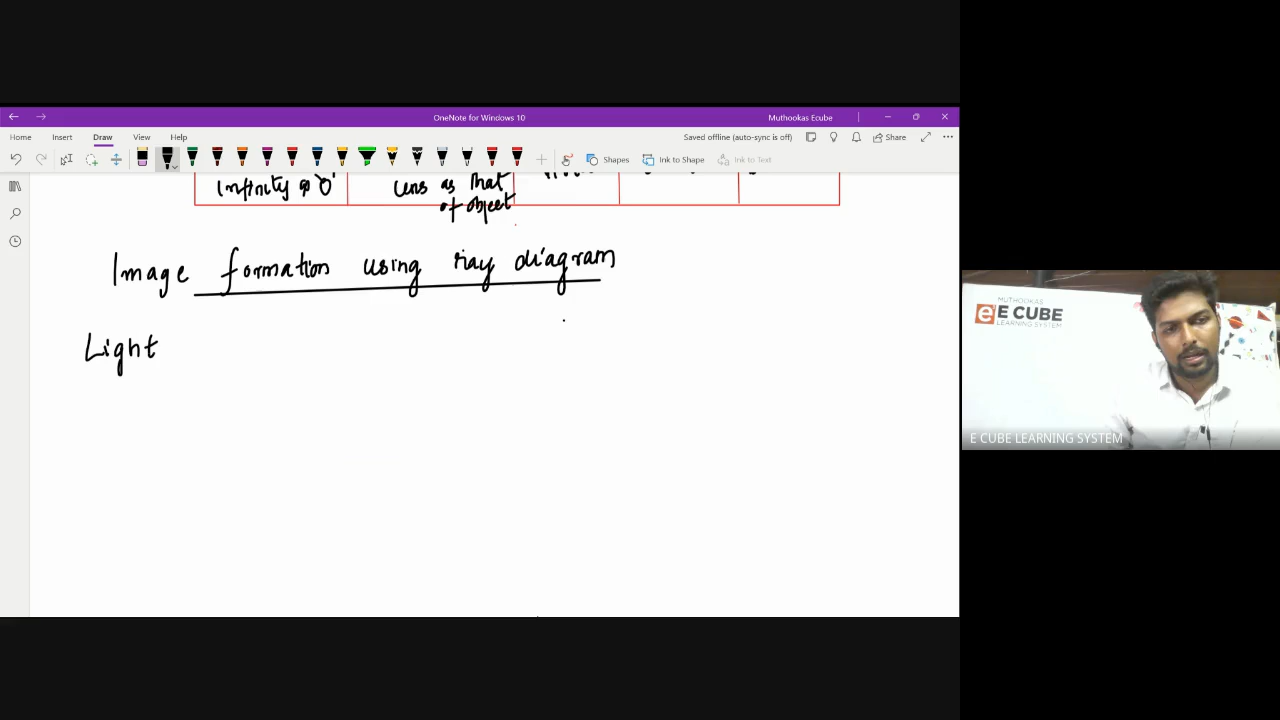 OneNote for Windows 10
Muthookas Ecube
Home Insert Draw View Help
Saved offline (auto-sync is off)
Share
Shapes
Ink to Shape
Ink to Text
Infinity &
lens as that
of object
Image formation using ray diagram
Light
MUTHOOKAS
e E CUBE
LEARNING SYSTEM
E CUBE LEARNING SYSTEM